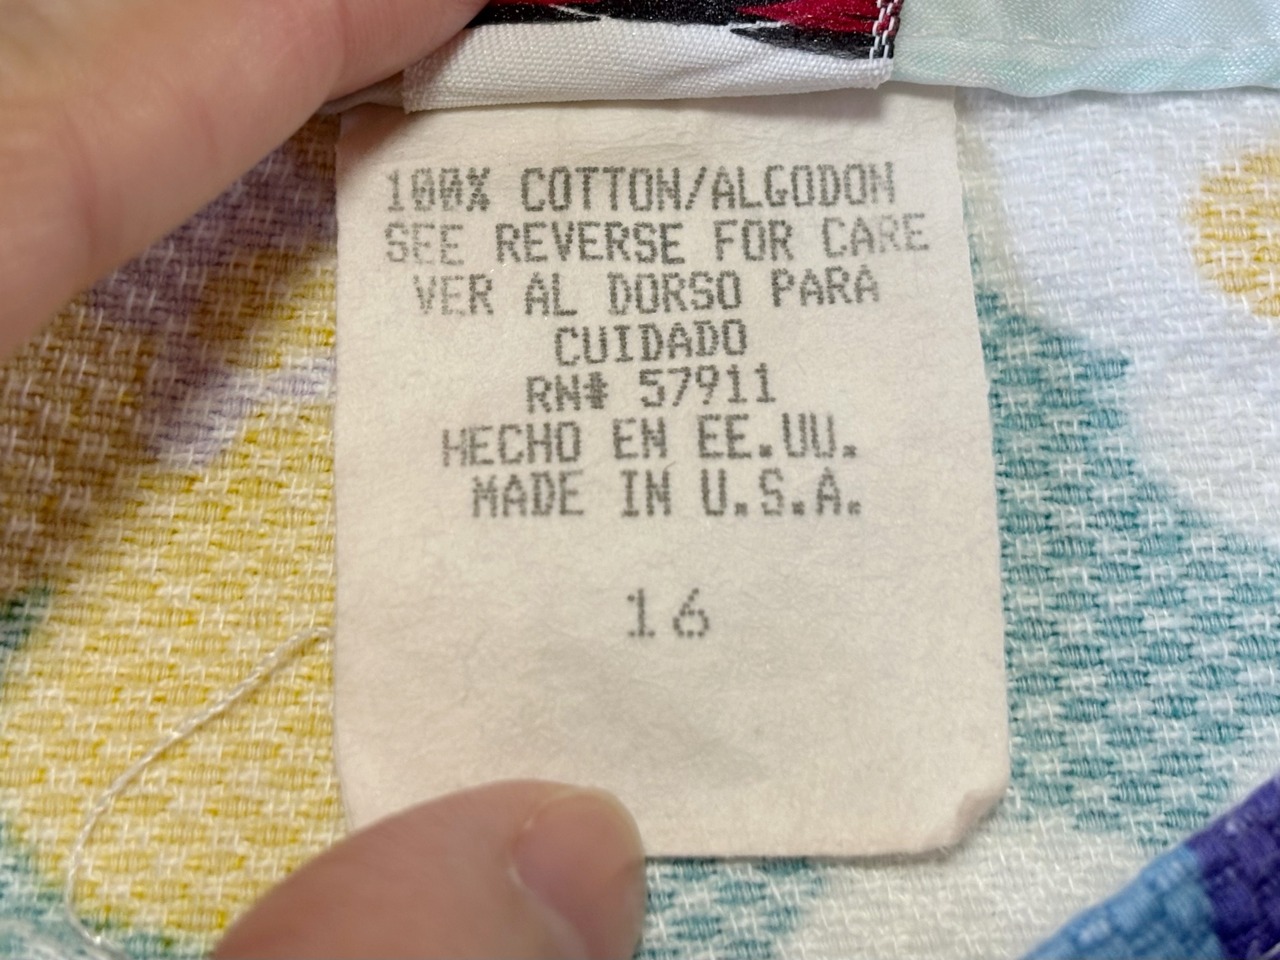 100% COTTON/ALGODON
SEE REVERSE FOR CARE
VER AL DORSO PARA
CUIDADO
RN# 57911
HECHO EN EE.UU.
MADE IN U.S.A.
16